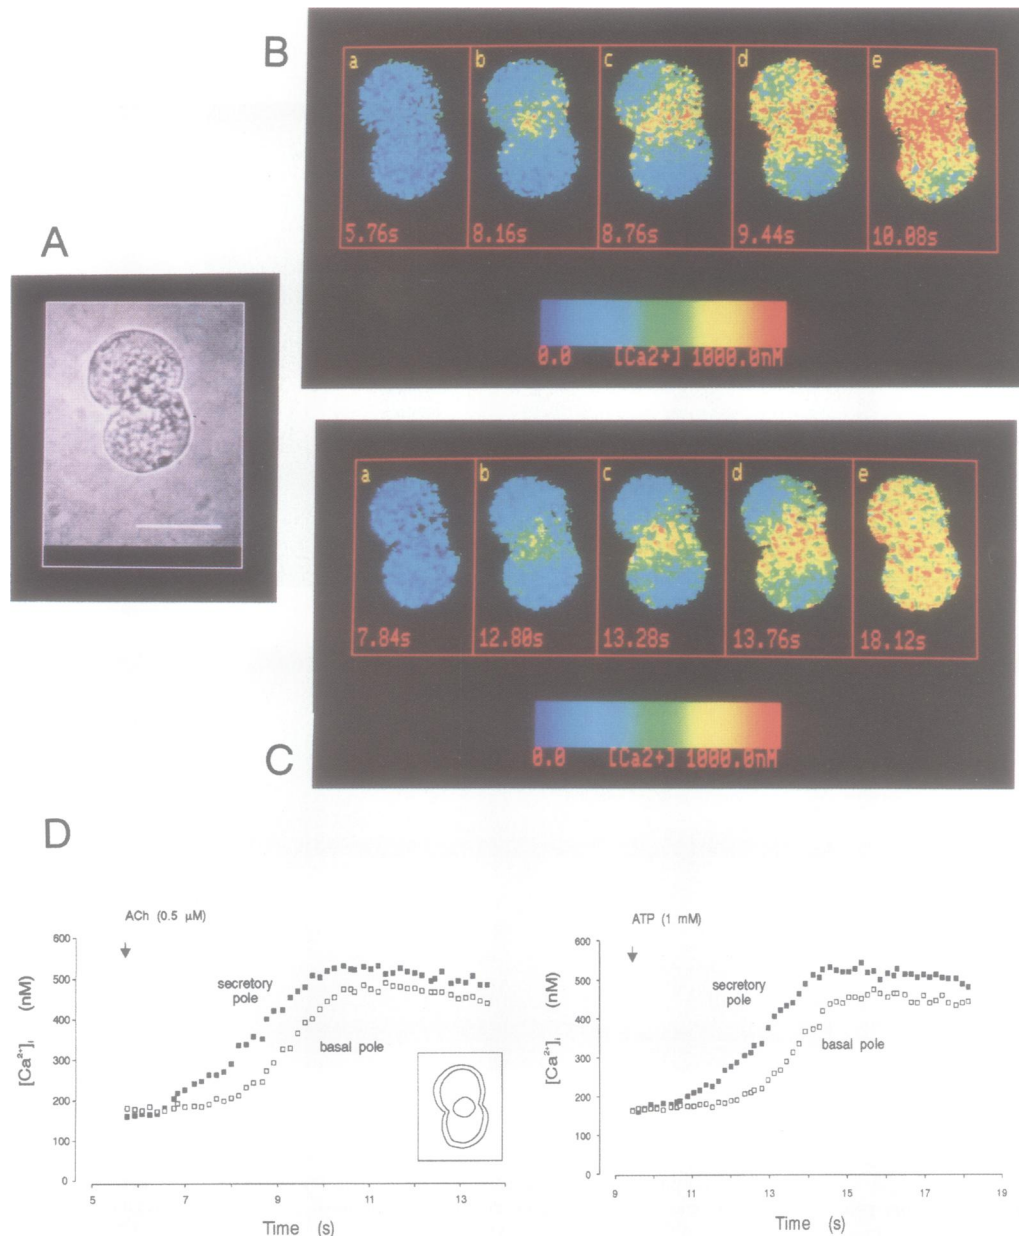 B
a b c d e
5.76s 8.16s 8.76s 9.44s 10.08s
0.0 [Ca2+] 1000.0nM
A
a b c d e
7.84s 12.80s 13.28s 13.76s 18.12s
0.0 [Ca2+] 1000.0nM
C
D
ACh (0.5 µM)
600
500
400
300
200
100
0
[Ca²⁺]ᵢ (nM)
secretory
pole
basal pole
5 7 9 11 13
Time (s)
ATP (1 mM)
600
500
400
300
200
100
0
[Ca²⁺]ᵢ (nM)
secretory
pole
basal pole
9 11 13 15 17 19
Time (s)